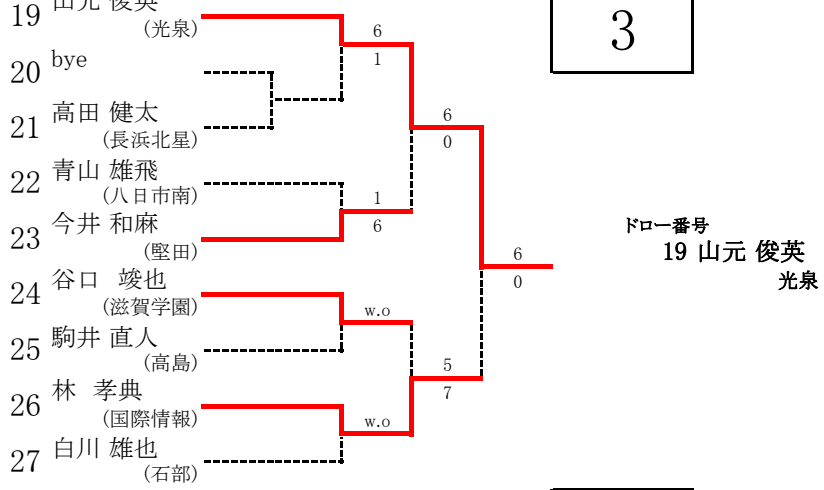 19 山元 俊英
(光泉)
20 bye
21 高田 健太
(長浜北星)
22 青山 雄飛
(八日市南)
23 今井 和麻
(堅田)
24 谷口 竣也
(滋賀学園)
25 駒井 直人
(高島)
26 林 孝典
(国際情報)
27 白川 雄也
(石部)
6
1
1
6
w.o
w.o
6
0
5
7
6
0
3
ドロー番号
19 山元 俊英
光泉